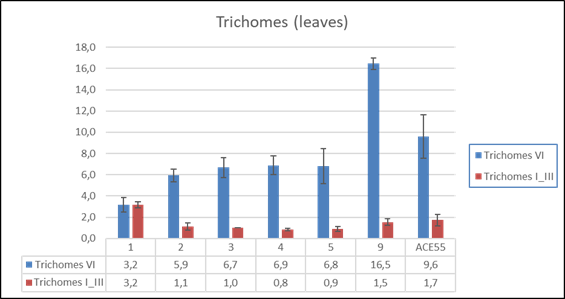 Trichomes (leaves)
18,0
16,0
14,0
12,0
10,0
8,0
6,0
4,0
2,0
0,0
1 2 3 4 5 9 ACE55
Trichomes VI 3,2 5,9 6,7 6,9 6,8 16,5 9,6
Trichomes I_III 3,2 1,1 1,0 0,8 0,9 1,5 1,7
Trichomes VI
Trichomes I_III